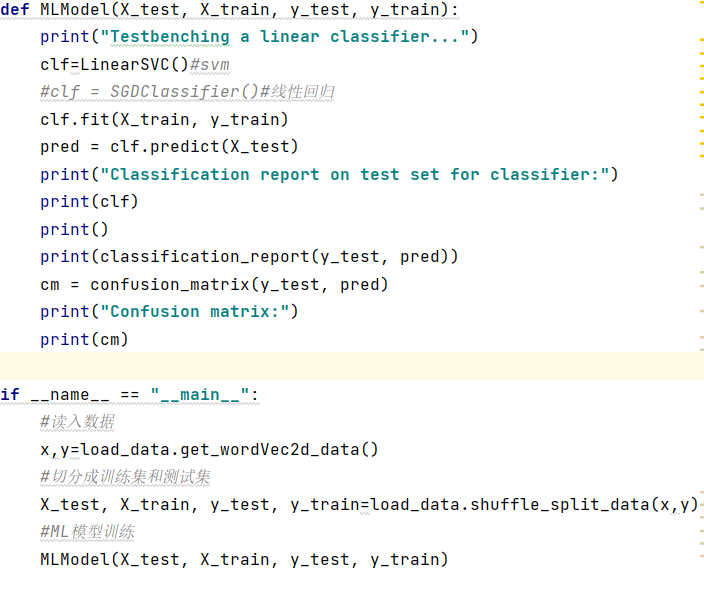 def MLModel(X_test, X_train, y_test, y_train):
    print("Testbenching a linear classifier...")
    clf=LinearSVC()#svm
    #clf = SGDClassifier()#线性回归
    clf.fit(X_train, y_train)
    pred = clf.predict(X_test)
    print("Classification report on test set for classifier:")
    print(clf)
    print()
    print(classification_report(y_test, pred))
    cm = confusion_matrix(y_test, pred)
    print("Confusion matrix:")
    print(cm)
if __name__ == "__main__":
    #读入数据
    x,y=load_data.get_wordVec2d_data()
    #切分成训练集和测试集
    X_test, X_train, y_test, y_train=load_data.shuffle_split_data(x,y)
    #ML模型训练
    MLModel(X_test, X_train, y_test, y_train)